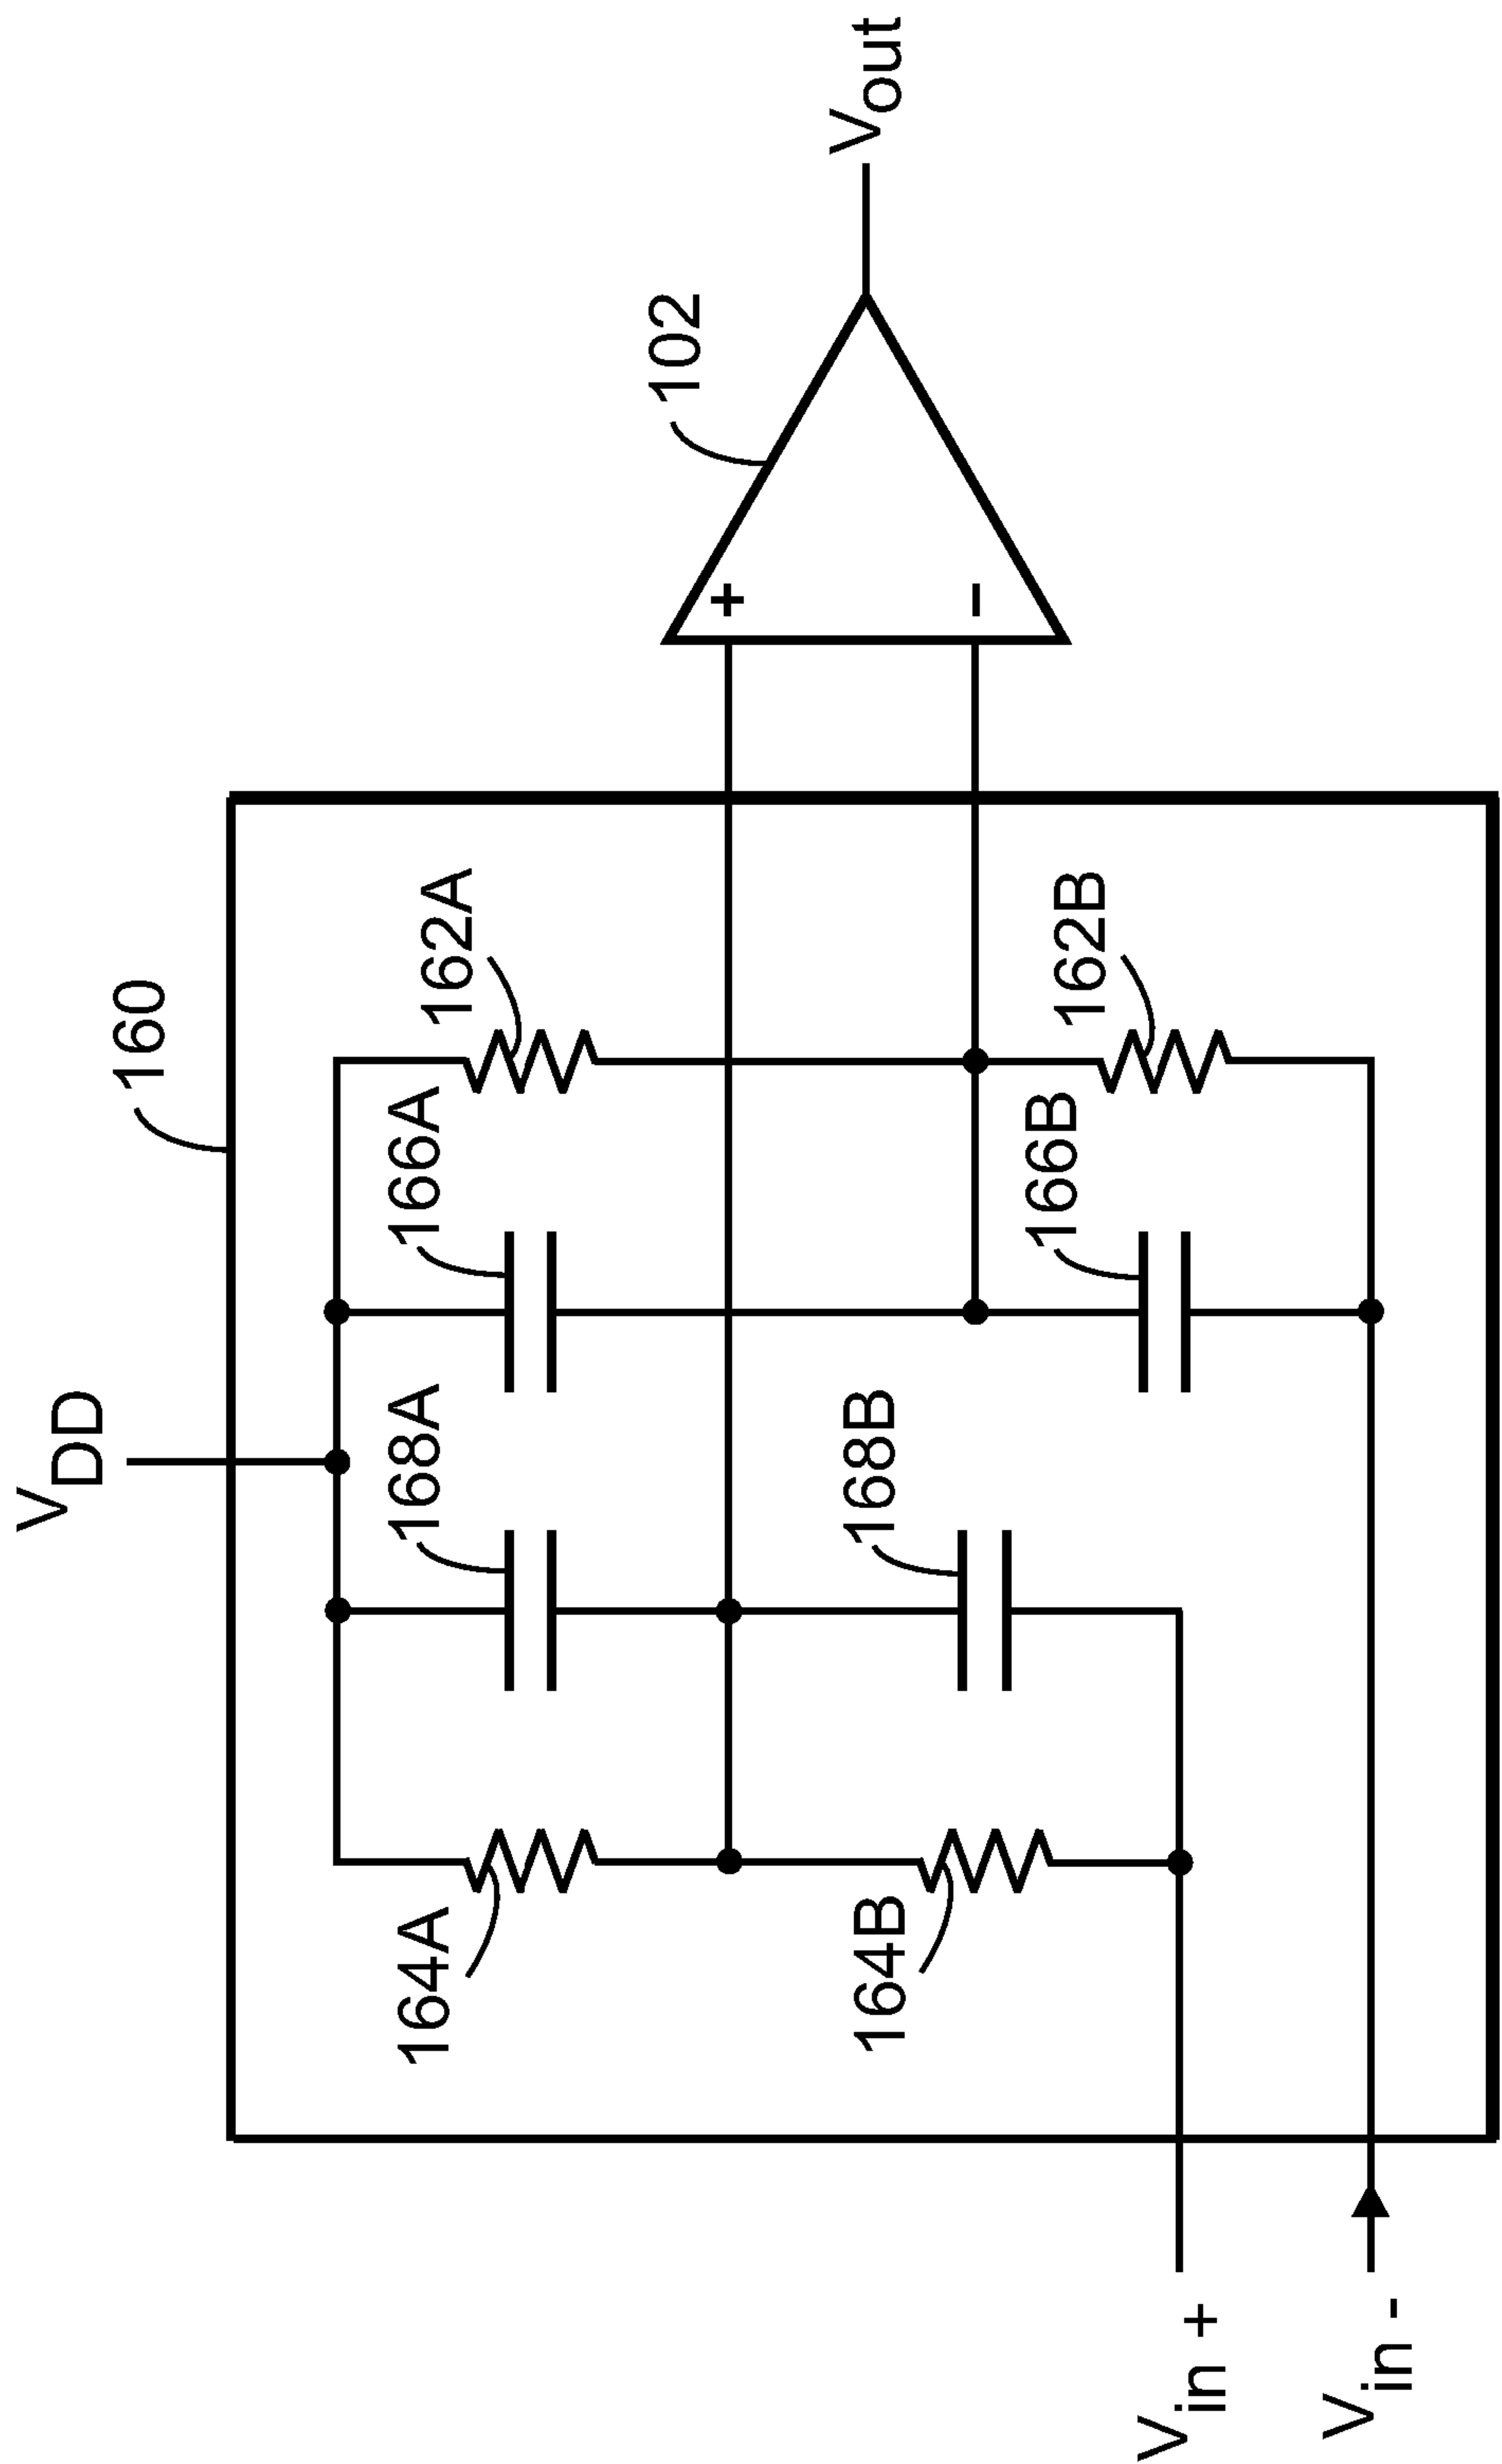 160
VDD
164A
168A
166A
162A
164B
168B
166B
162B
102
+
-
Vout
Vin +
Vin -